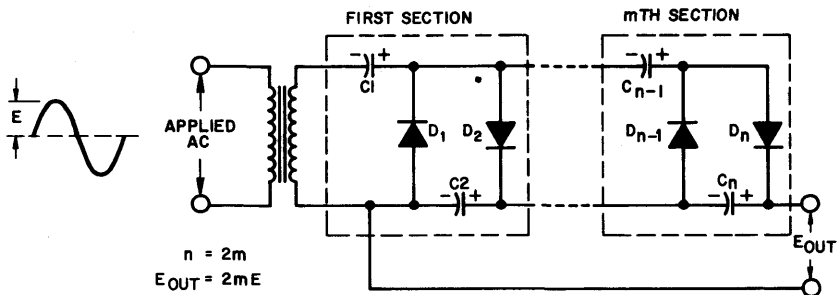 FIRST SECTION
mTH SECTION
- +
C1
- +
Cn-1
E
APPLIED
AC
D1
D2
Dn-1
Dn
C2
- +
Cn
- +
EOUT
n = 2m
EOUT = 2mE